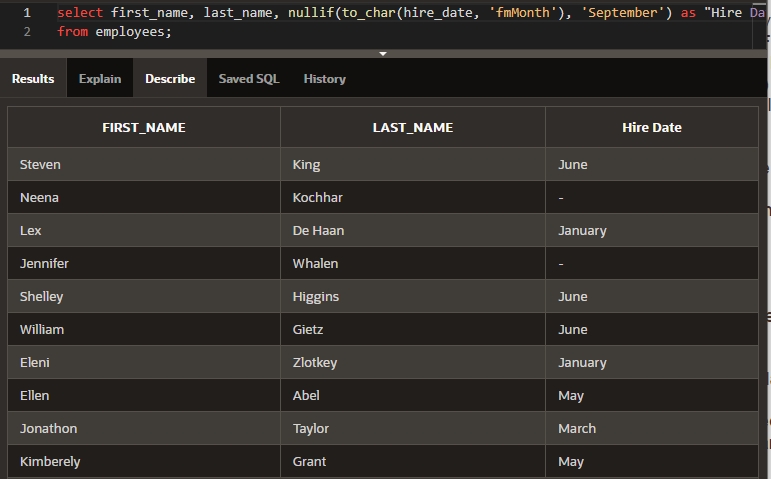 1 select first_name, last_name, nullif(to_char(hire_date, 'fmMonth'), 'September') as "Hire Da
2 from employees;
Results Explain Describe Saved SQL History
FIRST_NAME LAST_NAME Hire Date
Steven King June
Neena Kochhar -
Lex De Haan January
Jennifer Whalen -
Shelley Higgins June
William Gietz June
Eleni Zlotkey January
Ellen Abel May
Jonathon Taylor March
Kimberely Grant May